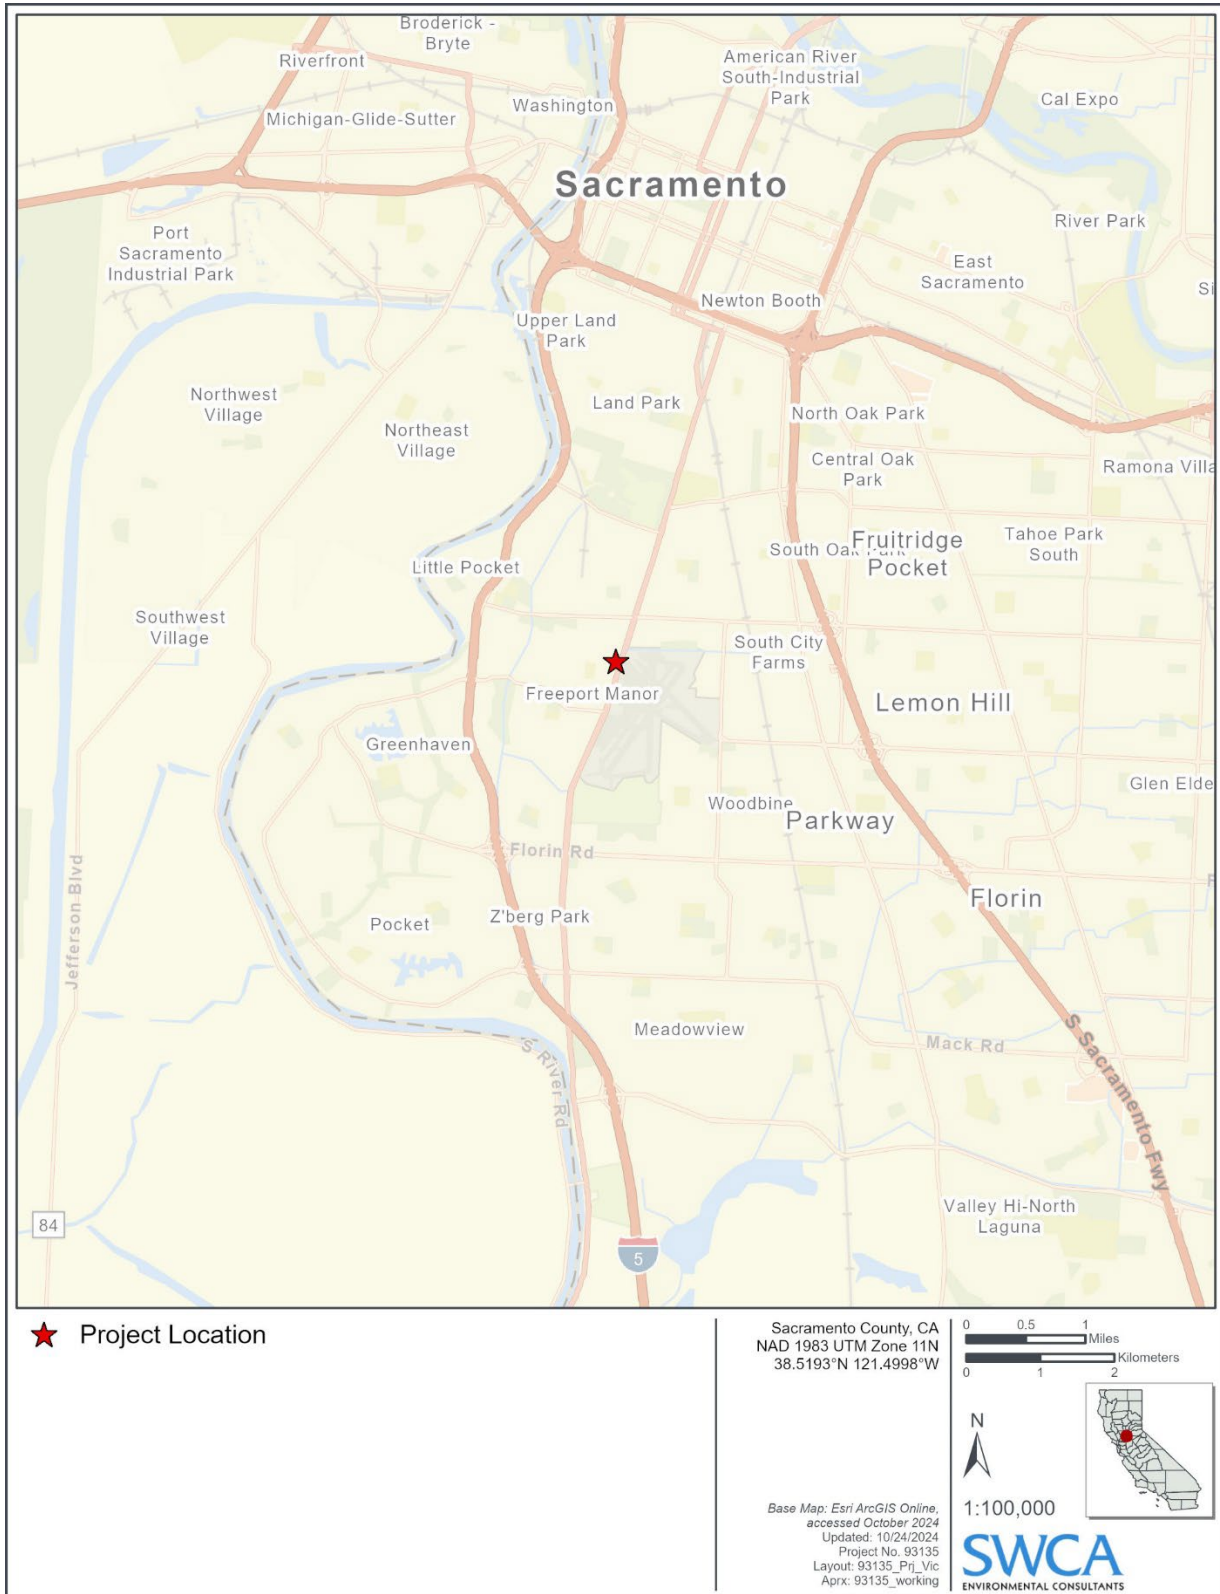 Broderick -
Bryte
Riverfront
American River
South-Industrial
Park
Washington
Cal Expo
Michigan-Glide-Sutter
Sacramento
River Park
Port
Sacramento
Industrial Park
East
Sacramento
Si
Newton Booth
Upper Land
Park
Northwest
Village
Land Park
North Oak Park
Northeast
Village
Central Oak
Park
Ramona Villa
Fruitridge
Pocket
South Oak Park
Tahoe Park
South
Little Pocket
Southwest
Village
South City
Farms
Freeport Manor
Lemon Hill
Greenhaven
Glen Elde
Woodbine
Parkway
Florin Rd
Jefferson Blvd
F
Florin
Pocket
Z'berg Park
Meadowview
Mack Rd
S River Rd
S Sacramento Fwy
Valley Hi-North
Laguna
84
5
Project Location
Sacramento County, CA
NAD 1983 UTM Zone 11N
38.5193°N 121.4998°W
0 0.5 1
Miles
Kilometers
0 1 2
N
1:100,000
Base Map: Esri ArcGIS Online,
accessed October 2024
Updated: 10/24/2024
Project No. 93135
Layout: 93135_Prj_Vic
Aprx: 93135_working
SWCA
ENVIRONMENTAL CONSULTANTS